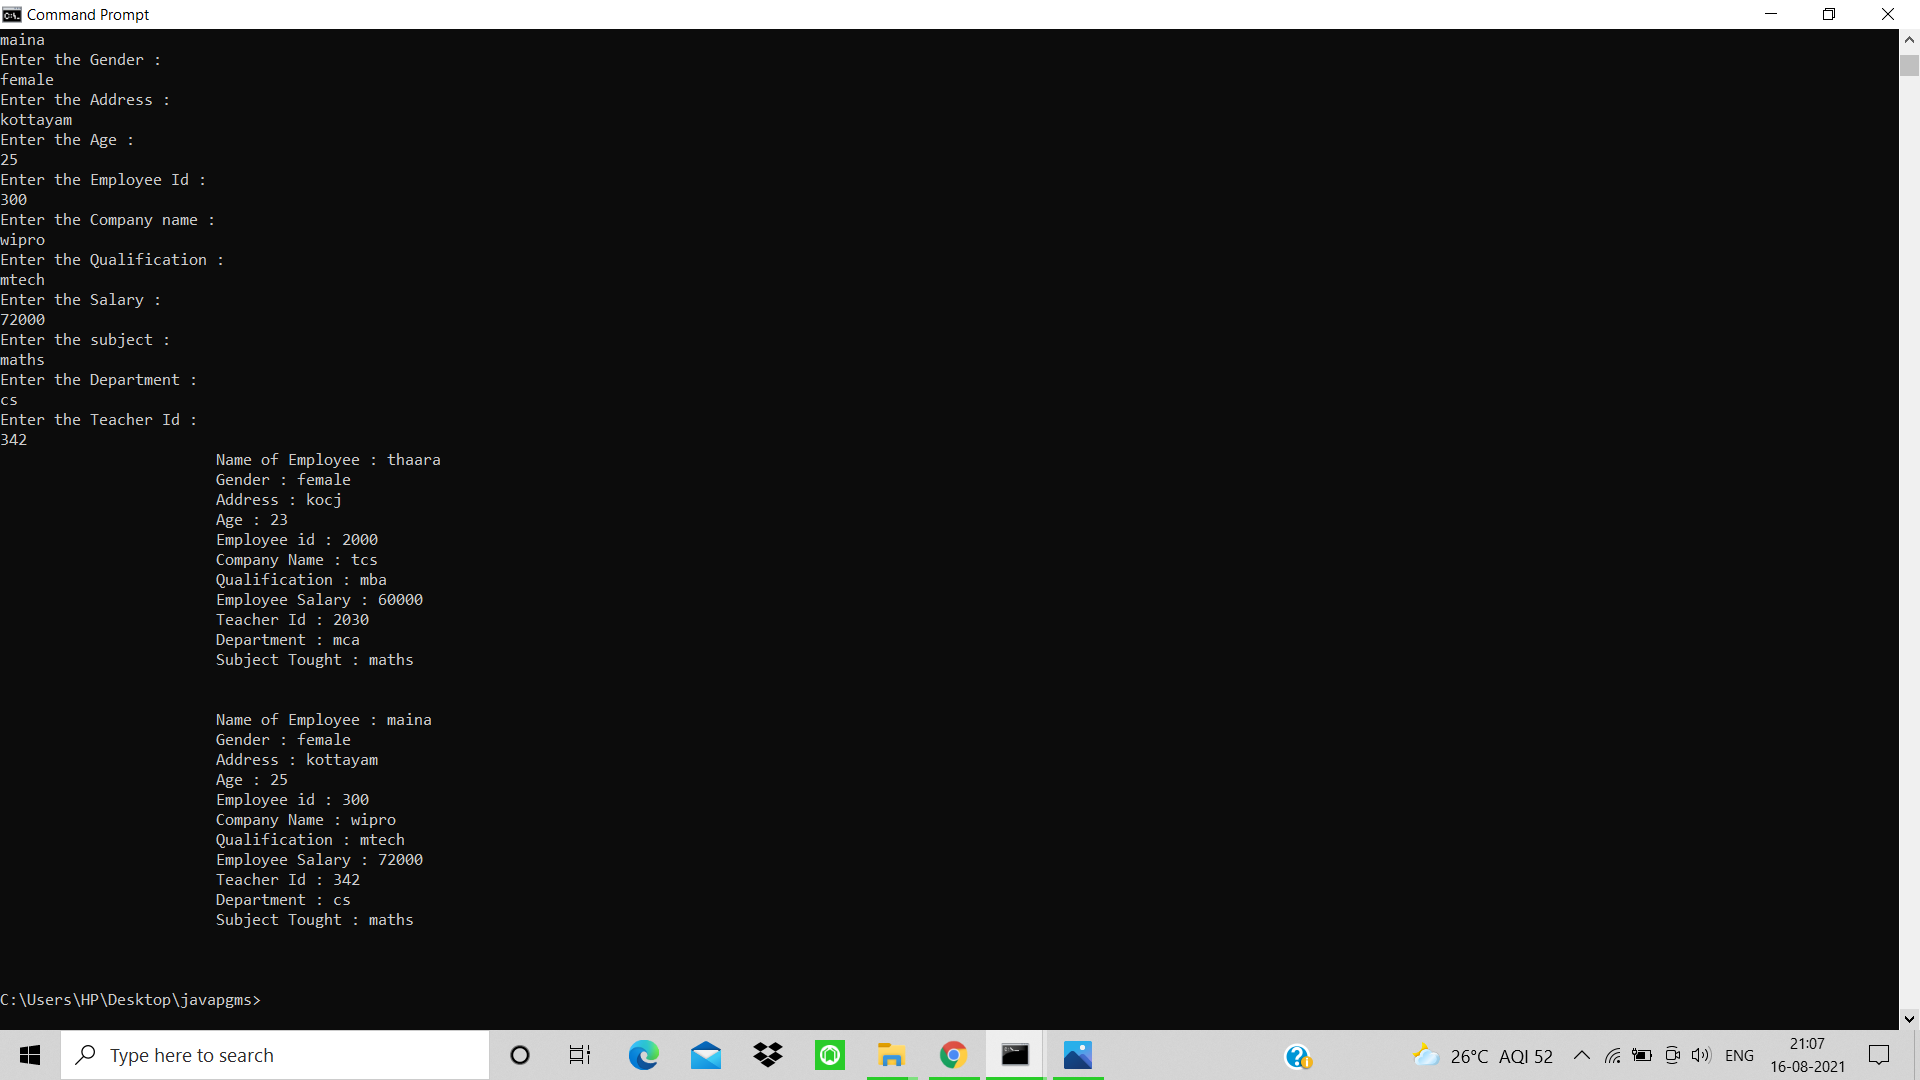 Command Prompt
maina
Enter the Gender :
female
Enter the Address :
kottayam
Enter the Age :
25
Enter the Employee Id :
300
Enter the Company name :
wipro
Enter the Qualification :
mtech
Enter the Salary :
72000
Enter the subject :
maths
Enter the Department :
cs
Enter the Teacher Id :
342
Name of Employee : thaara
Gender : female
Address : kocj
Age : 23
Employee id : 2000
Company Name : tcs
Qualification : mba
Employee Salary : 60000
Teacher Id : 2030
Department : mca
Subject Tought : maths
Name of Employee : maina
Gender : female
Address : kottayam
Age : 25
Employee id : 300
Company Name : wipro
Qualification : mtech
Employee Salary : 72000
Teacher Id : 342
Department : cs
Subject Tought : maths
C:\Users\HP\Desktop\javapgms>
Type here to search
26°C AQI 52
ENG
21:07
16-08-2021